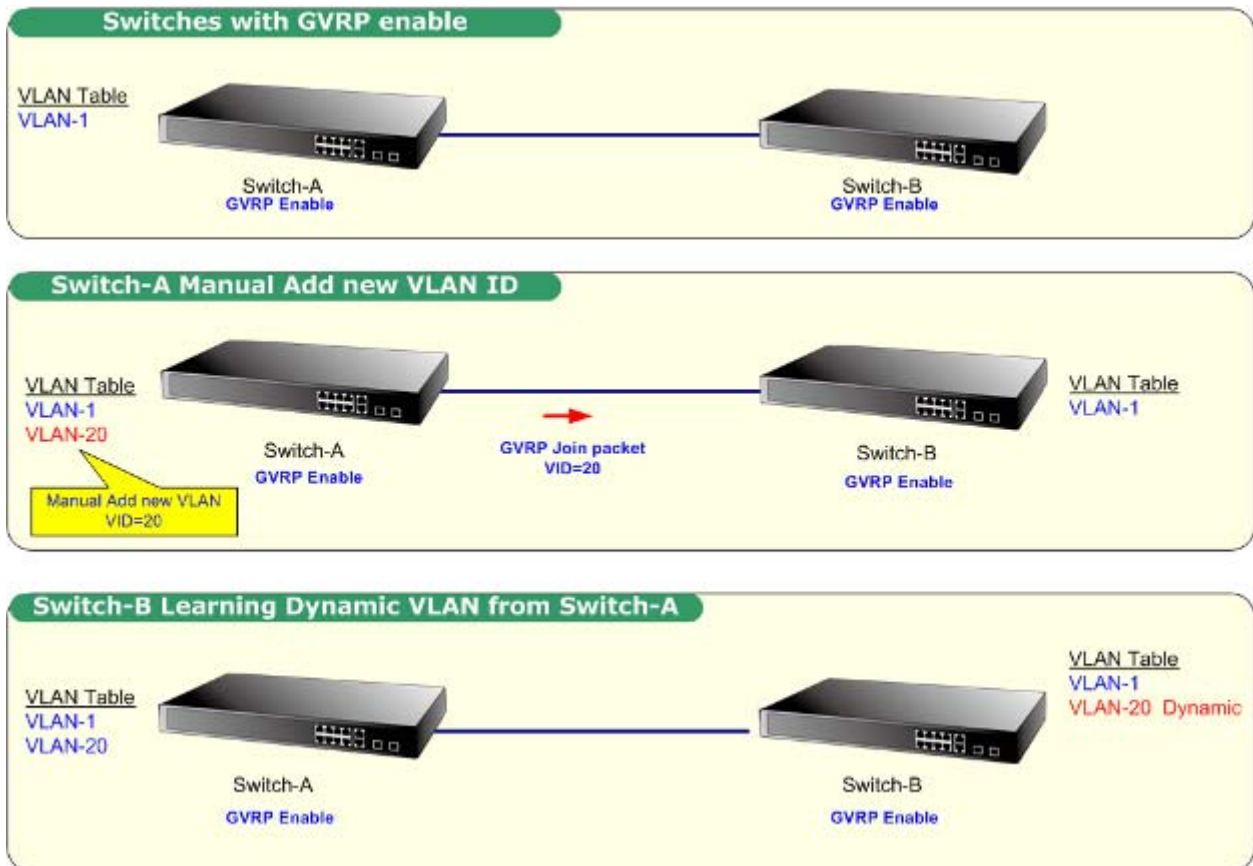 Switches with GVRP enable
VLAN Table
VLAN-1
Switch-A
GVRP Enable
Switch-B
GVRP Enable
Switch-A Manual Add new VLAN ID
VLAN Table
VLAN-1
VLAN-20
Manual Add new VLAN
VID=20
Switch-A
GVRP Enable
GVRP Join packet
VID=20
Switch-B
GVRP Enable
VLAN Table
VLAN-1
Switch-B Learning Dynamic VLAN from Switch-A
VLAN Table
VLAN-1
VLAN-20
Switch-A
GVRP Enable
Switch-B
GVRP Enable
VLAN Table
VLAN-1
VLAN-20 Dynamic